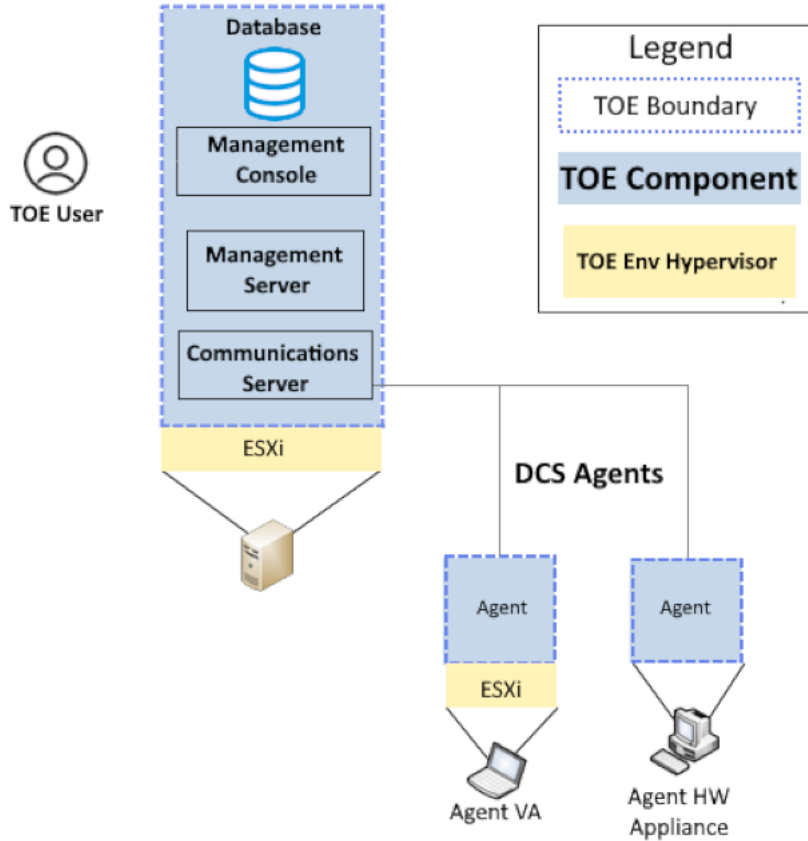 Database
Management
Console
TOE User
Management
Server
Communications
Server
ESXi
Legend
TOE Boundary
TOE Component
TOE Env Hypervisor
DCS Agents
Agent
ESXi
Agent VA
Agent
Agent HW
Appliance